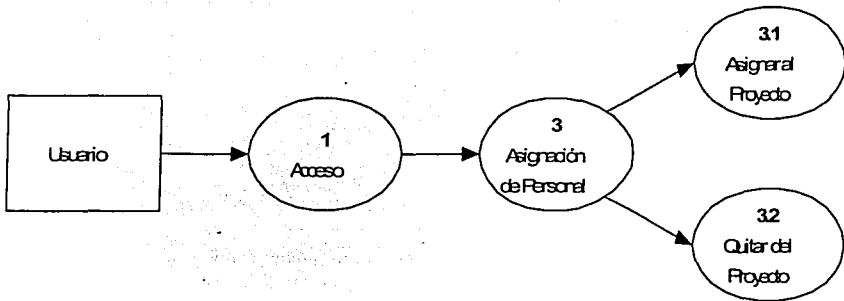 Usuario
1
Acceso
3
Asignación
de Personal
3.1
Asignar al
Proyecto
3.2
Quitar del
Proyecto